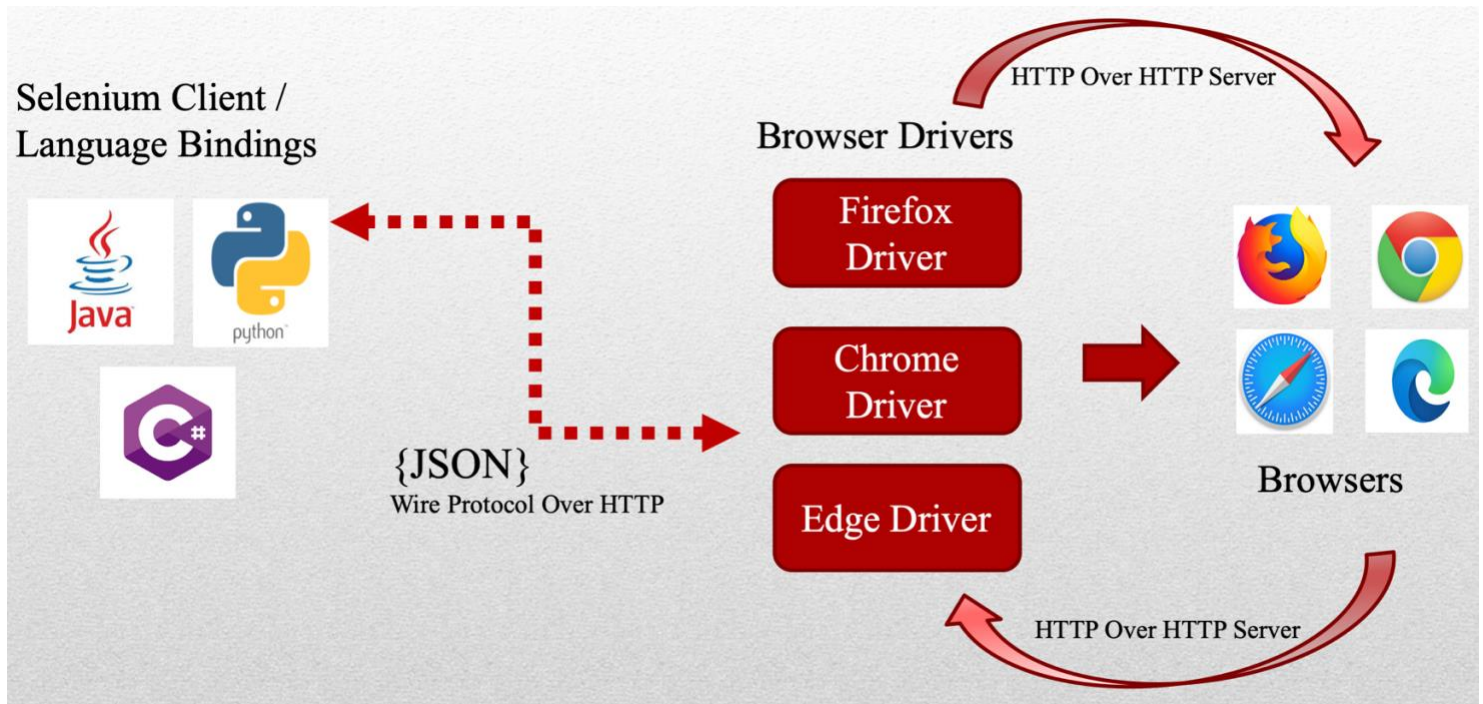 Selenium Client /
Language Bindings
Java
python
C#
{JSON}
Wire Protocol Over HTTP
Browser Drivers
Firefox
Driver
Chrome
Driver
Edge Driver
HTTP Over HTTP Server
Browsers
HTTP Over HTTP Server